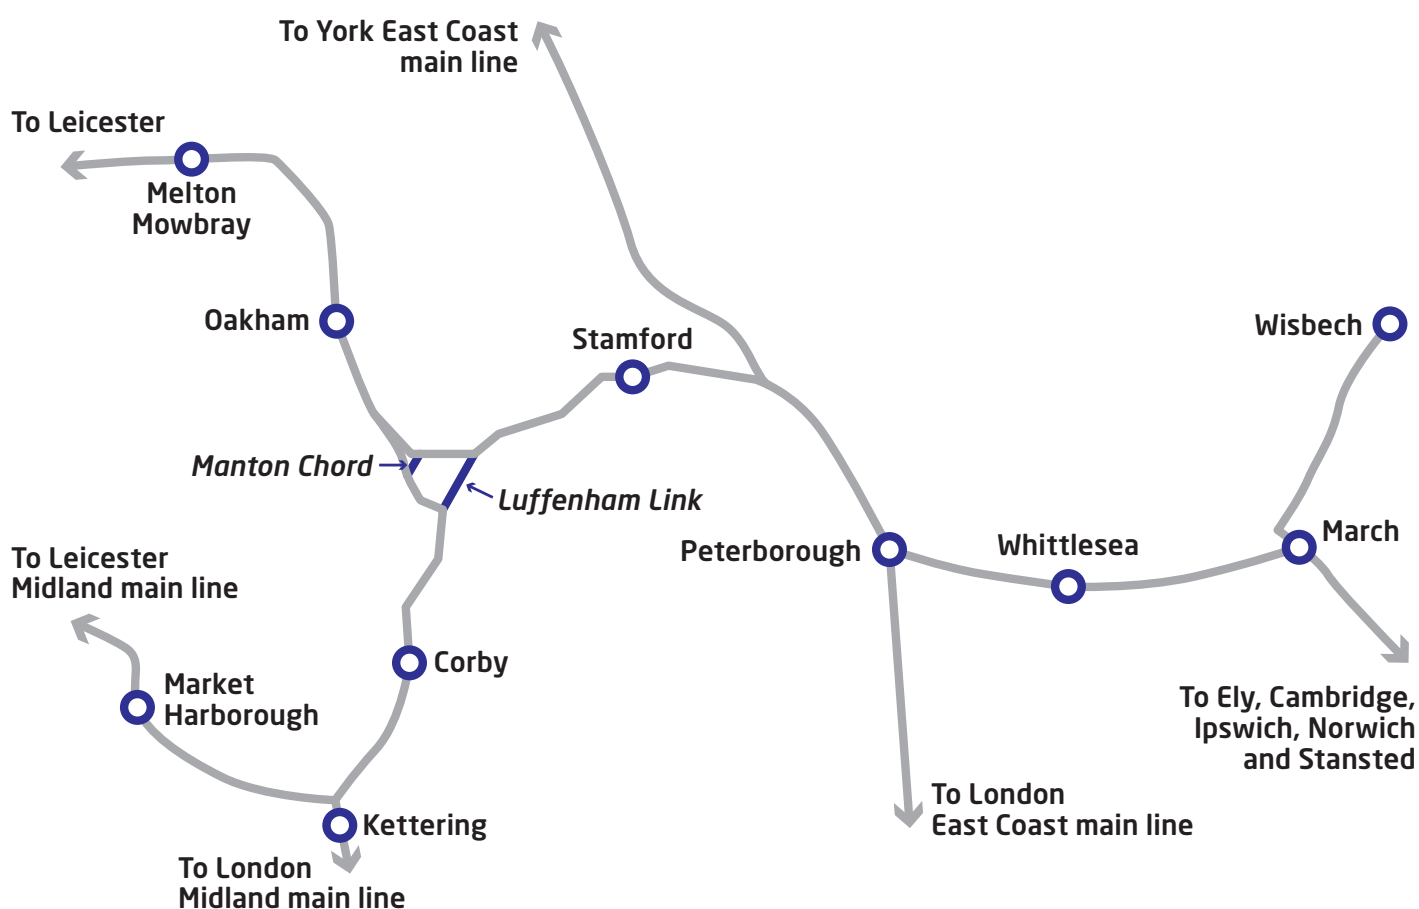 To York East Coast
main line
To Leicester
Melton
Mowbray
Oakham
Stamford
Wisbech
Manton Chord
Luffenham Link
March
Whittlesea
Peterborough
To Leicester
Midland main line
Corby
Market
Harborough
To Ely, Cambridge,
Ipswich, Norwich
and Stansted
To London
East Coast main line
Kettering
To London
Midland main line